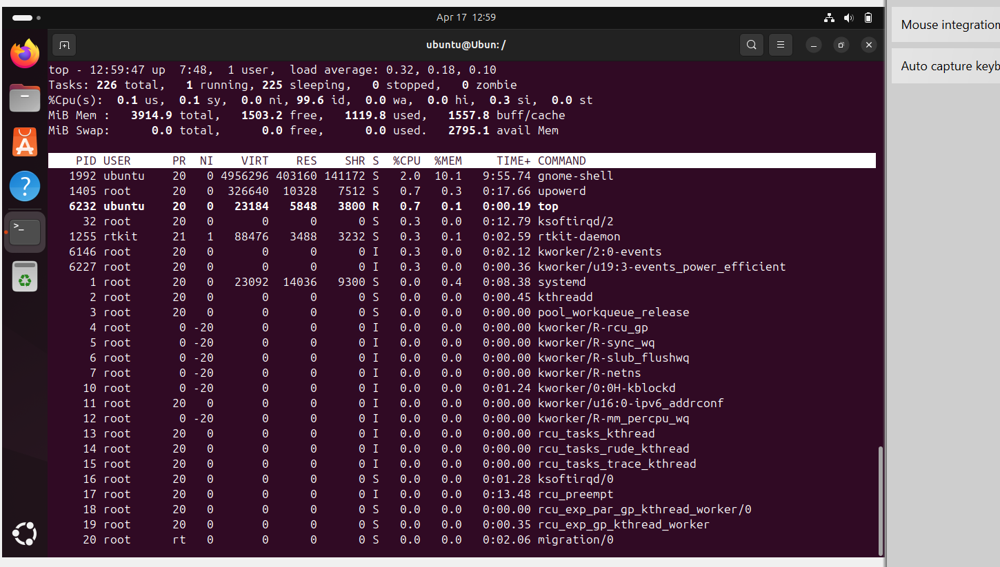 Apr 17 12:59
Mouse integration
ubuntu@Ubun: /
Auto capture keyb
top - 12:59:47 up  7:48,  1 user,  load average: 0.32, 0.18, 0.10
Tasks: 226 total,   1 running, 225 sleeping,   0 stopped,   0 zombie
%Cpu(s):  0.1 us,  0.1 sy,  0.0 ni, 99.6 id,  0.0 wa,  0.0 hi,  0.3 si,  0.0 st
MiB Mem :   3914.9 total,   1503.2 free,   1119.8 used,   1557.8 buff/cache
MiB Swap:      0.0 total,      0.0 free,      0.0 used.   2795.1 avail Mem
PID USER      PR  NI    VIRT    RES    SHR S  %CPU  %MEM     TIME+ COMMAND
1992 ubuntu    20   0 4956296 403160 141172 S   2.0  10.1   9:55.74 gnome-shell
1405 root      20   0  326640  10328   7512 S   0.7   0.3   0:17.66 upowerd
6232 ubuntu    20   0   23184   5848   3800 R   0.7   0.1   0:00.19 top
32 root      20   0       0      0      0 S   0.3   0.0   0:12.79 ksoftirqd/2
1255 rtkit     21   1   88476   3488   3232 S   0.3   0.1   0:02.59 rtkit-daemon
6146 root      20   0       0      0      0 I   0.3   0.0   0:02.12 kworker/2:0-events
6227 root      20   0       0      0      0 I   0.3   0.0   0:00.36 kworker/u19:3-events_power_efficient
1 root      20   0   23092  14036   9300 S   0.0   0.4   0:08.38 systemd
2 root      20   0       0      0      0 S   0.0   0.0   0:00.45 kthreadd
3 root      20   0       0      0      0 S   0.0   0.0   0:00.00 pool_workqueue_release
4 root       0 -20       0      0      0 I   0.0   0.0   0:00.00 kworker/R-rcu_gp
5 root       0 -20       0      0      0 I   0.0   0.0   0:00.00 kworker/R-sync_wq
6 root       0 -20       0      0      0 I   0.0   0.0   0:00.00 kworker/R-slub_flushwq
7 root       0 -20       0      0      0 I   0.0   0.0   0:00.00 kworker/R-netns
10 root       0 -20       0      0      0 I   0.0   0.0   0:01.24 kworker/0:0H-kblockd
11 root      20   0       0      0      0 I   0.0   0.0   0:00.00 kworker/u16:0-ipv6_addrconf
12 root       0 -20       0      0      0 I   0.0   0.0   0:00.00 kworker/R-mm_percpu_wq
13 root      20   0       0      0      0 I   0.0   0.0   0:00.00 rcu_tasks_kthread
14 root      20   0       0      0      0 I   0.0   0.0   0:00.00 rcu_tasks_rude_kthread
15 root      20   0       0      0      0 I   0.0   0.0   0:00.00 rcu_tasks_trace_kthread
16 root      20   0       0      0      0 S   0.0   0.0   0:01.28 ksoftirqd/0
17 root      20   0       0      0      0 I   0.0   0.0   0:13.48 rcu_preempt
18 root      20   0       0      0      0 S   0.0   0.0   0:00.00 rcu_exp_par_gp_kthread_worker/0
19 root      20   0       0      0      0 S   0.0   0.0   0:00.35 rcu_exp_gp_kthread_worker
20 root      rt   0       0      0      0 S   0.0   0.0   0:02.06 migration/0